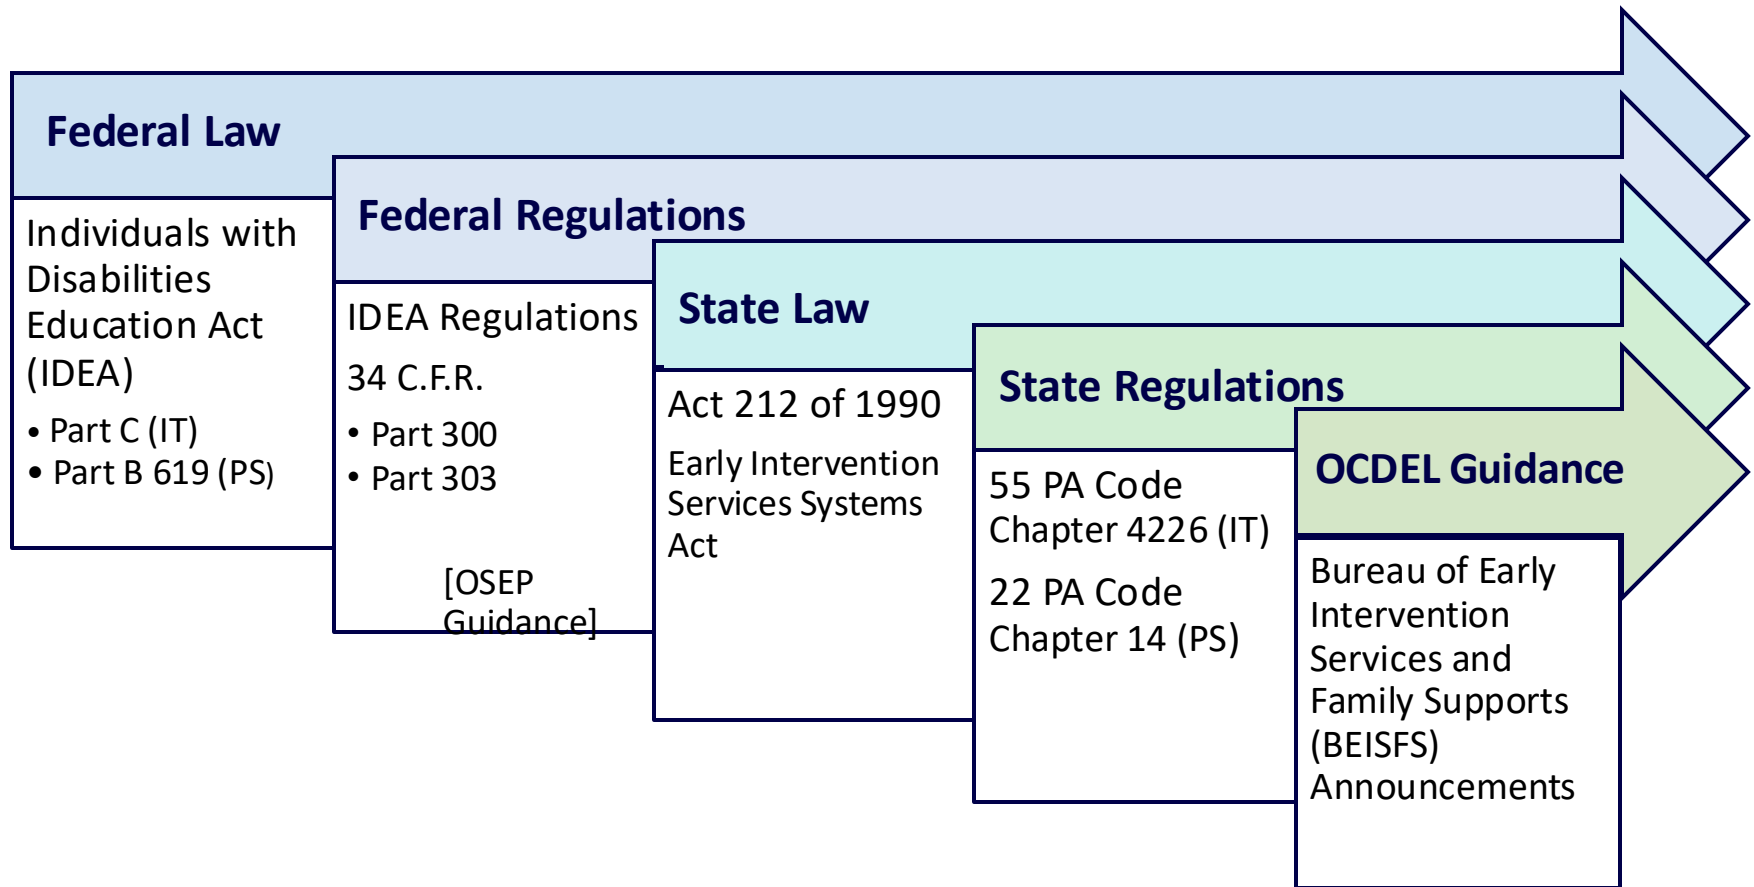 Federal Law
Individuals with
Disabilities
Education Act
(IDEA)
• Part C (IT)
• Part B 619 (PS)
Federal Regulations
IDEA Regulations
34 C.F.R.
• Part 300
• Part 303
[OSEP
Guidance]
State Law
Act 212 of 1990
Early Intervention
Services Systems
Act
State Regulations
55 PA Code
Chapter 4226 (IT)
22 PA Code
Chapter 14 (PS)
OCDEL Guidance
Bureau of Early
Intervention
Services and
Family Supports
(BEISFS)
Announcements